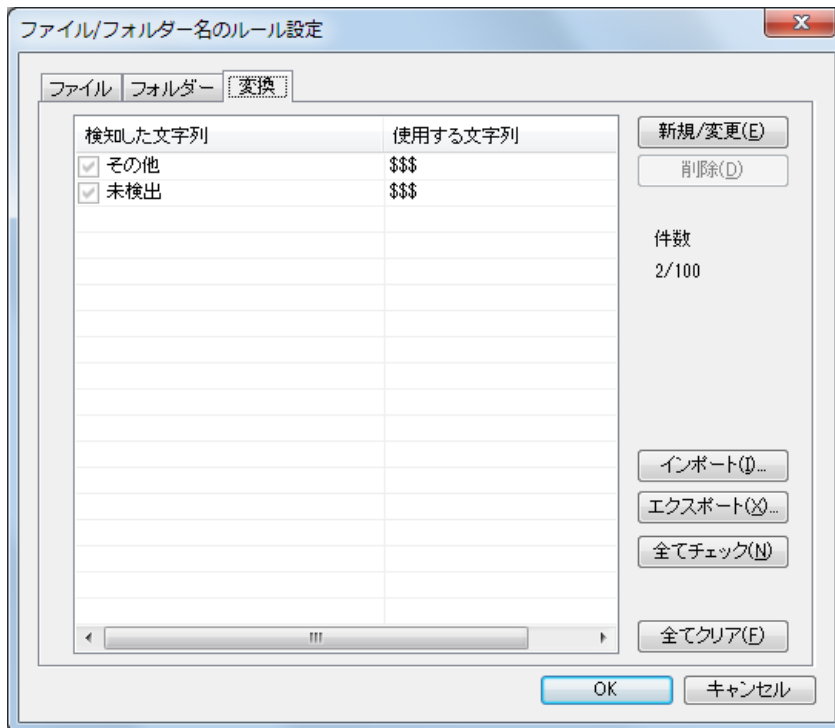 ファイル/フォルダー名のルール設定
ファイル フォルダー 変換
検知した文字列 使用する文字列
その他 $$$
未検出 $$$
新規/変更(E)
削除(D)
件数
2/100
インポート(I)...
エクスポート(X)...
全てチェック(N)
全てクリア(F)
OK キャンセル